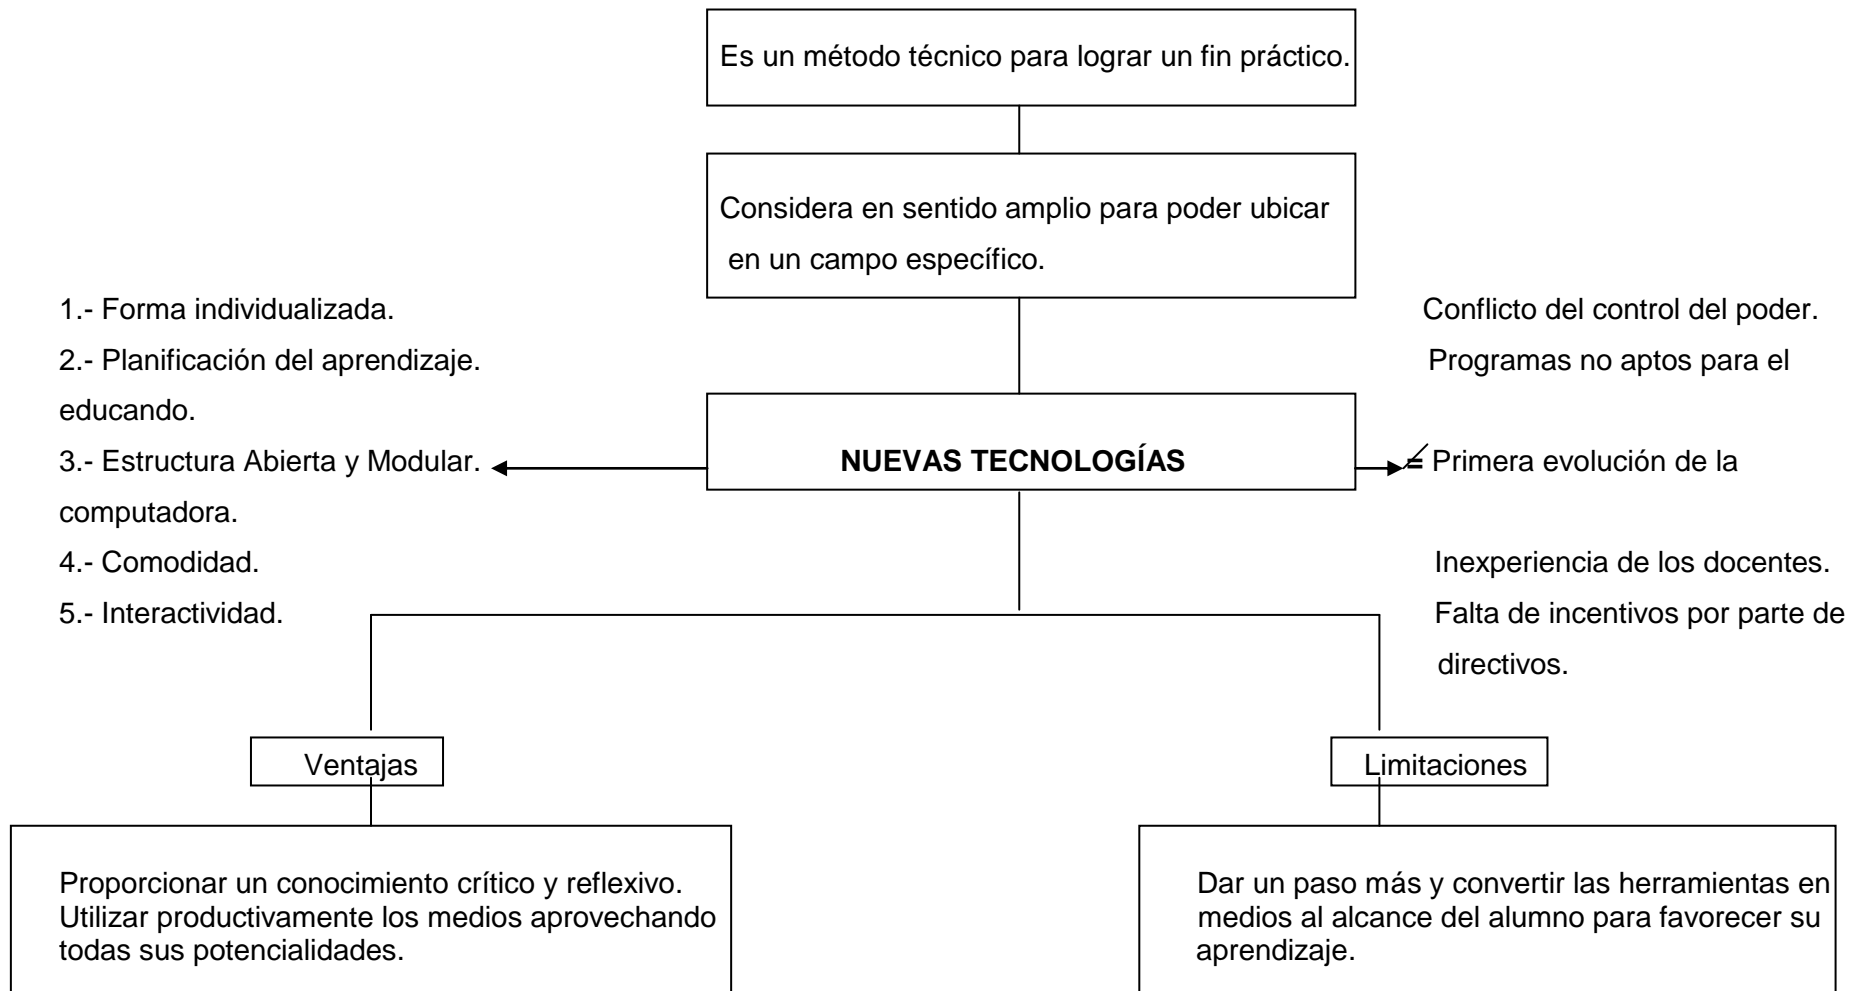 Es un método técnico para lograr un fin práctico.
Considera en sentido amplio para poder ubicar
en un campo específico.
1.- Forma individualizada.
Conflicto del control del poder.
2.- Planificación del aprendizaje.
Programas no aptos para el
educando.
3.- Estructura Abierta y Modular.
NUEVAS TECNOLOGÍAS
≠ Primera evolución de la
computadora.
4.- Comodidad.
Inexperiencia de los docentes.
5.- Interactividad.
Falta de incentivos por parte de
directivos.
Ventajas
Limitaciones
Proporcionar un conocimiento crítico y reflexivo.
Utilizar productivamente los medios aprovechando
todas sus potencialidades.
Dar un paso más y convertir las herramientas en
medios al alcance del alumno para favorecer su
aprendizaje.